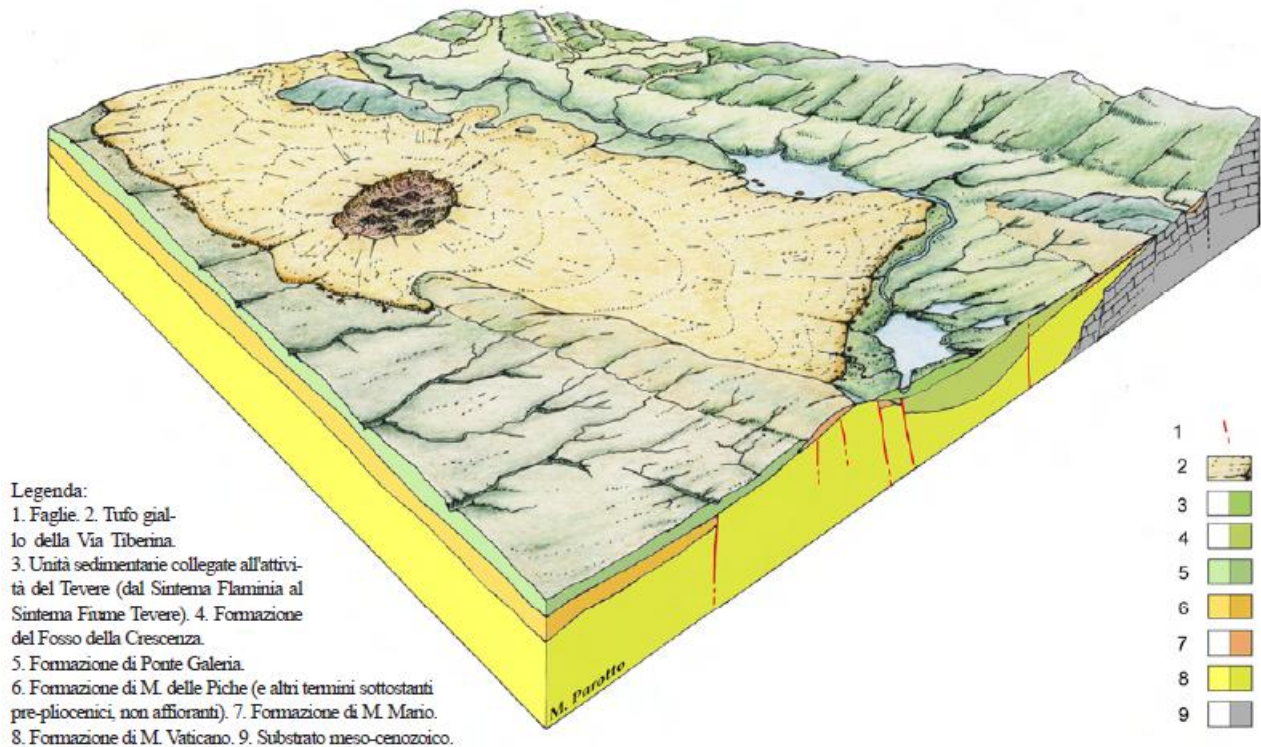 Legenda:
1. Faglie. 2. Tufo gial-
lo della Via Tiberina.
3. Unità sedimentarie collegate all'attivi-
tà del Tevere (dal Sintema Flaminia al
Sintema Fiume Tevere). 4. Formazione
del Fosso della Crescenza.
5. Formazione di Ponte Galeria.
6. Formazione di M. delle Piche (e altri termini sottostanti
pre-pliocenici, non affioranti). 7. Formazione di M. Mario.
8. Formazione di M. Vaticano. 9. Substrato meso-cenozoico.
M. Parotto
1
2
3
4
5
6
7
8
9